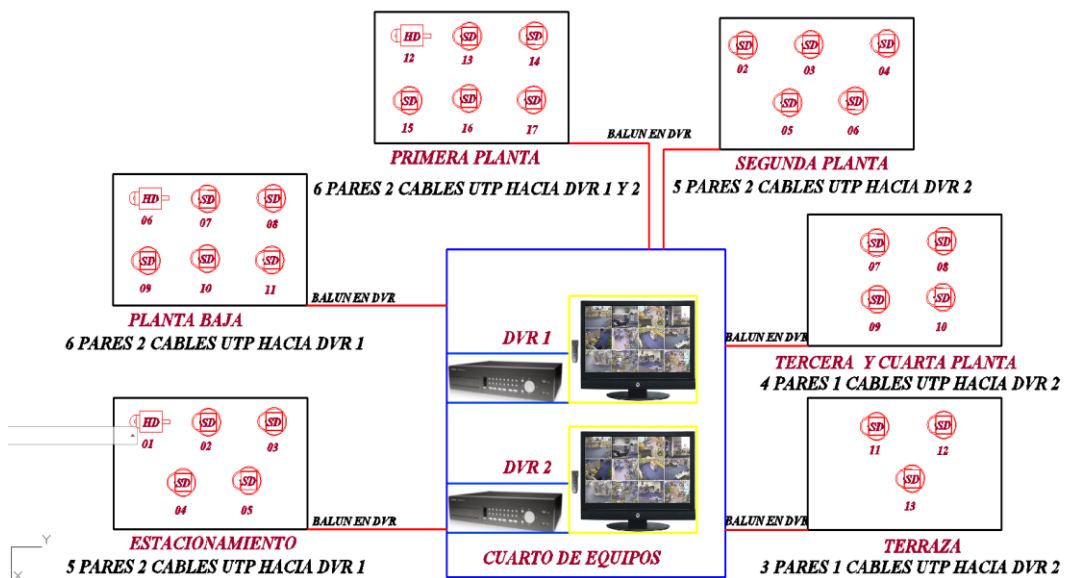 HD SD SD
12 13 14
SD SD SD
15 16 17
PRIMERA PLANTA
6 PARES 2 CABLES UTP HACIA DVR 1 Y 2
BALUN EN DVR
SD SD SD
02 03 04
SD SD
05 06
SEGUNDA PLANTA
5 PARES 2 CABLES UTP HACIA DVR 2
HD SD SD
06 07 08
SD SD SD
09 10 11
BALUN EN DVR
PLANTA BAJA
6 PARES 2 CABLES UTP HACIA DVR 1
SD SD
07 08
SD SD
09 10
BALUN EN DVR
TERCERA Y CUARTA PLANTA
4 PARES 1 CABLES UTP HACIA DVR 2
DVR 1
DVR 2
CUARTO DE EQUIPOS
HD SD SD
01 02 03
SD SD
04 05
BALUN EN DVR
ESTACIONAMIENTO
5 PARES 2 CABLES UTP HACIA DVR 1
SD SD
11 12
SD
13
BALUN EN DVR
TERRAZA
3 PARES 1 CABLES UTP HACIA DVR 2
Y
X